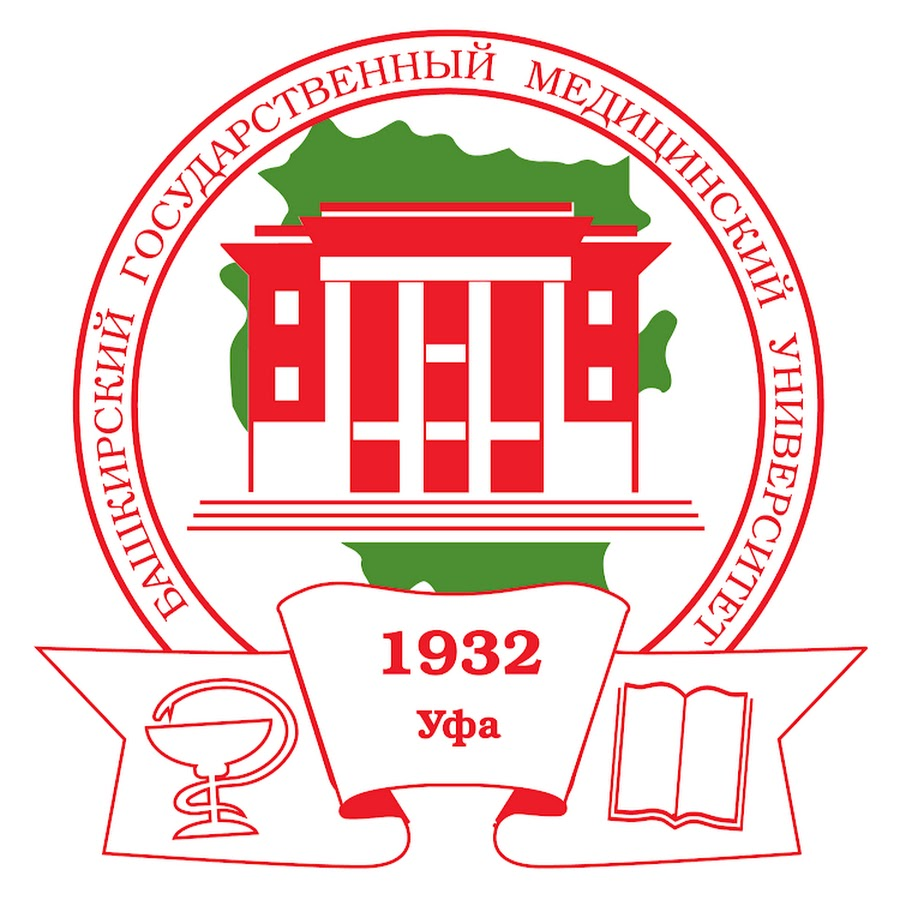 БАШКИРСКИЙ ГОСУДАРСТВЕННЫЙ МЕДИЦИНСКИЙ УНИВЕРСИТЕТ
1932
Уфа